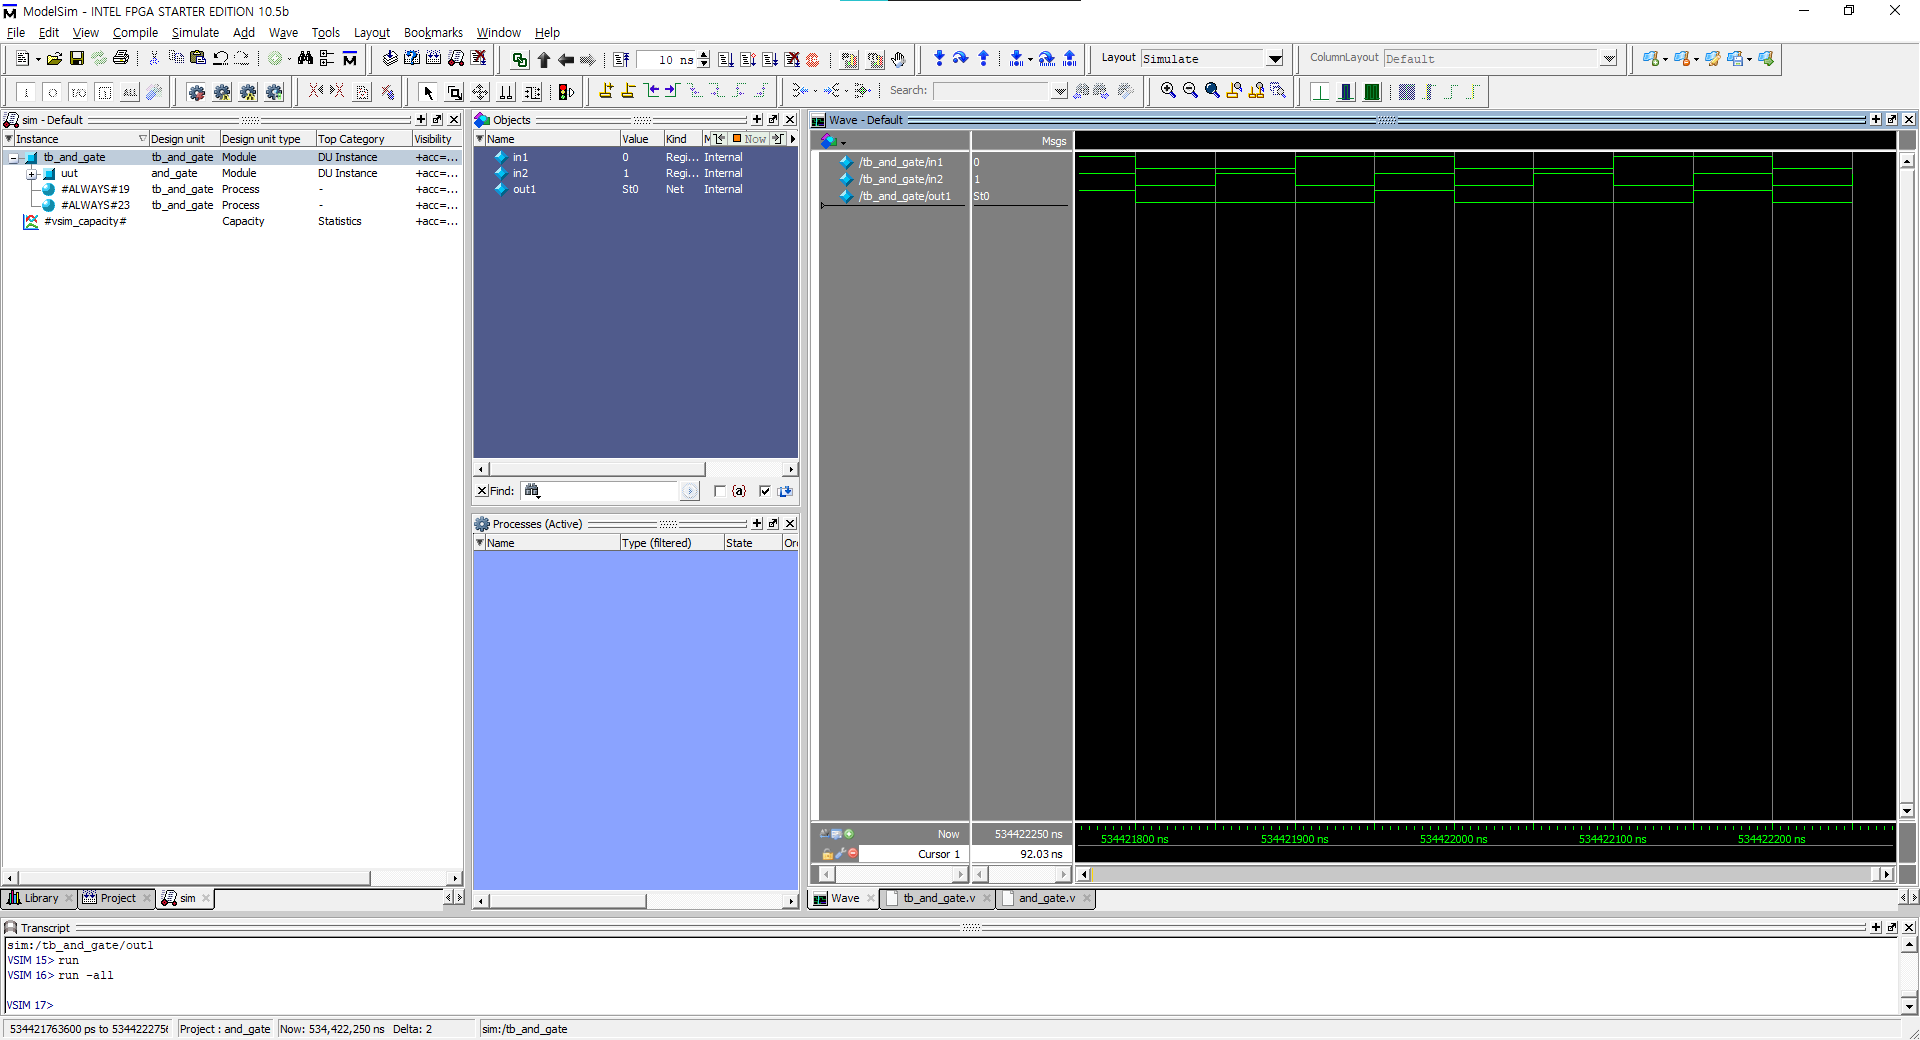 ModelSim - INTEL FPGA STARTER EDITION 10.5b
File Edit View Compile Simulate Add Wave Tools Layout Bookmarks Window Help
10 ns
Layout Simulate
ColumnLayout Default
ALL
Search:
sim - Default
Instance Design unit Design unit type Top Category Visibility
tb_and_gate tb_and_gate Module DU Instance +acc=...
uut and_gate Module DU Instance +acc=...
#ALWAYS#19 tb_and_gate Process - +acc=...
#ALWAYS#23 tb_and_gate Process - +acc=...
#vsim_capacity# Capacity Statistics +acc=...
Library Project sim
Objects
Name Value Kind Now
in1 0 Regi... Internal
in2 1 Regi... Internal
out1 St0 Net Internal
Find:
{a}
Processes (Active)
Name Type (filtered) State Or
Wave - Default
Msgs
/tb_and_gate/in1 0
/tb_and_gate/in2 1
/tb_and_gate/out1 St0
Now 534422250 ns
Cursor 1 92.03 ns
534421800 ns 534421900 ns 534422000 ns 534422100 ns 534422200 ns
Wave tb_and_gate.v and_gate.v
Transcript
sim:/tb_and_gate/out1
VSIM 15> run
VSIM 16> run -all
VSIM 17>
534421763600 ps to 534422275 Project : and_gate Now: 534,422,250 ns Delta: 2 sim:/tb_and_gate